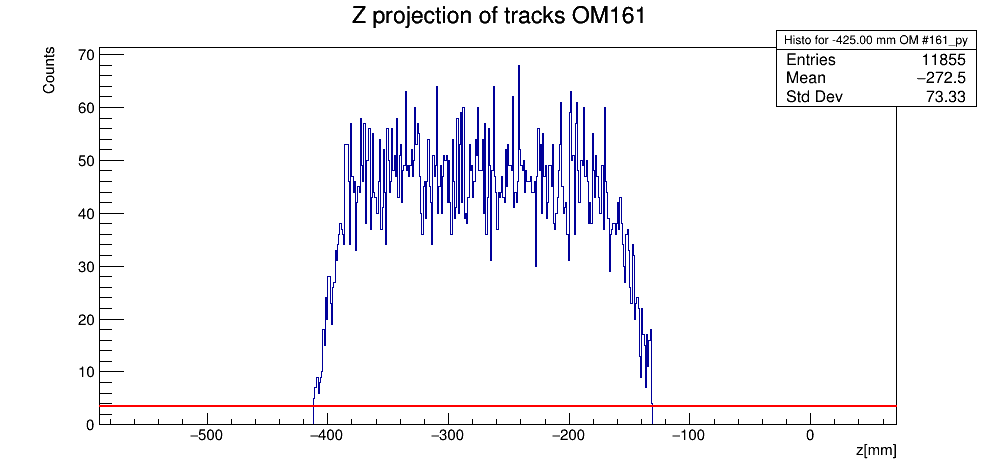 Z projection of tracks OM161
Histo for -425.00 mm OM #161_py
Entries 11855
Mean −272.5
Std Dev 73.33
Counts
70
60
50
40
30
20
10
0
−500 −400 −300 −200 −100 0
z[mm]